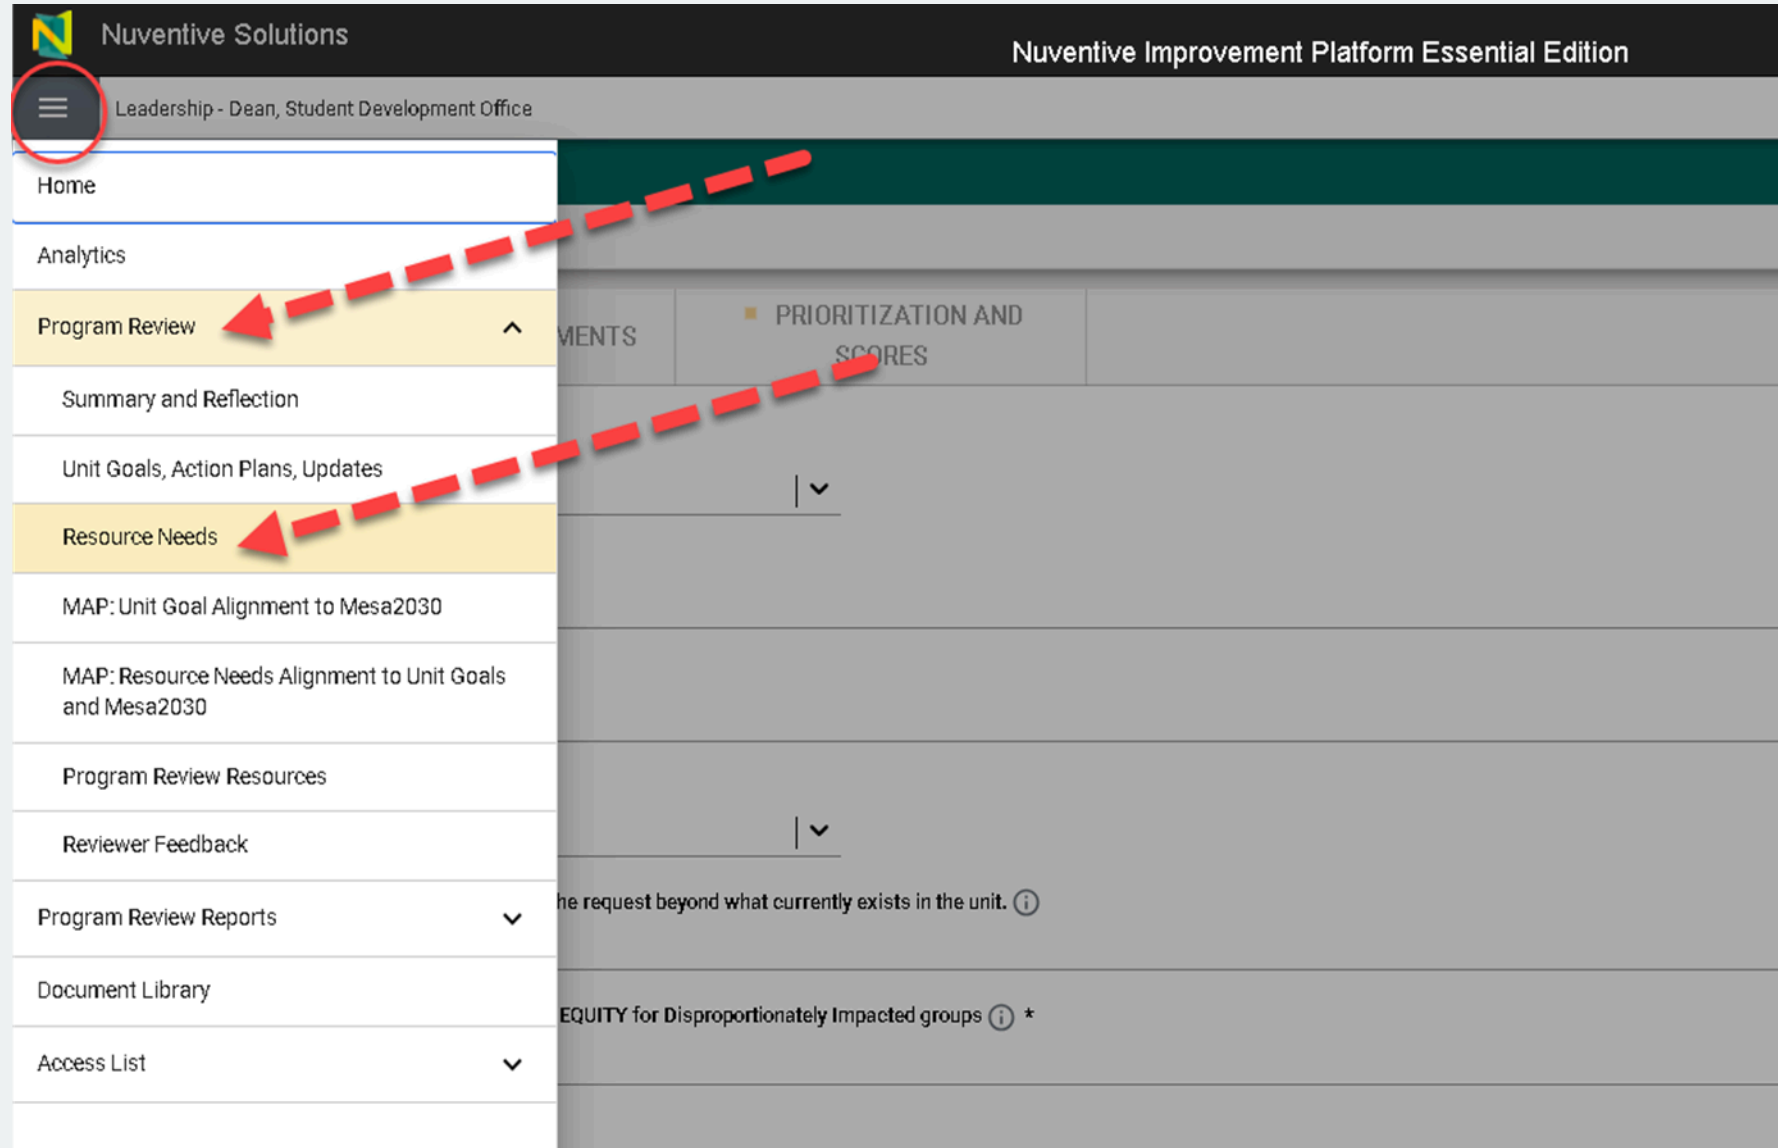 Nuventive Solutions
Nuventive Improvement Platform Essential Edition
Leadership - Dean, Student Development Office
Home
Analytics
Program Review
MENTS
PRIORITIZATION AND
SCORES
Summary and Reflection
Unit Goals, Action Plans, Updates
Resource Needs
MAP: Unit Goal Alignment to Mesa2030
MAP: Resource Needs Alignment to Unit Goals
and Mesa2030
Program Review Resources
Reviewer Feedback
Program Review Reports
he request beyond what currently exists in the unit.
Document Library
EQUITY for Disproportionately Impacted groups *
Access List